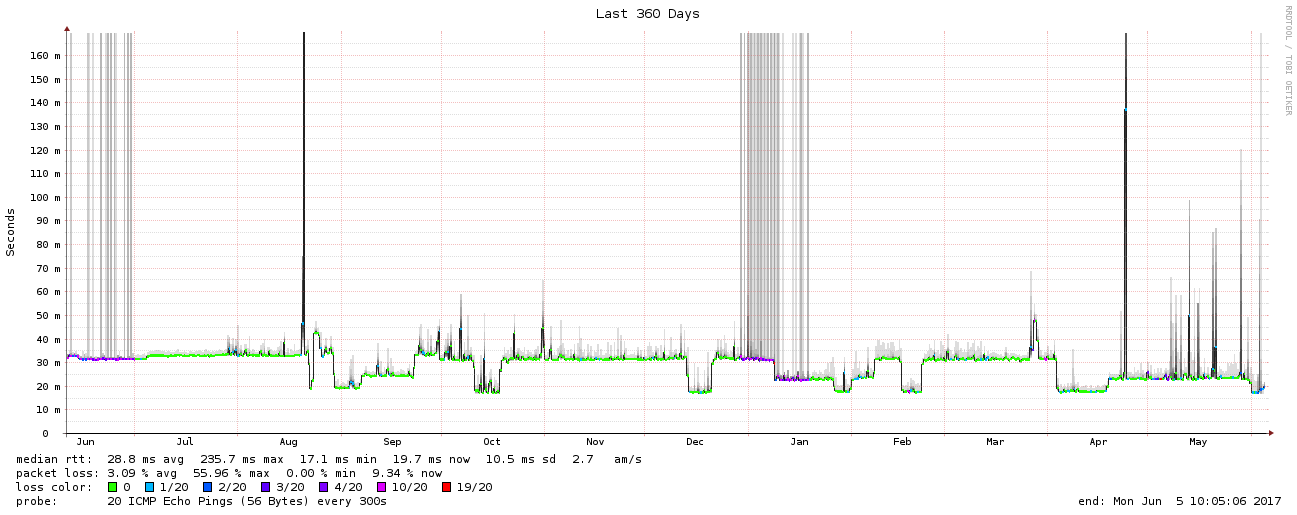 Last 360 Days
RRDTOOL / TOBI OETIKER
Seconds
160 m
150 m
140 m
130 m
120 m
110 m
100 m
90 m
80 m
70 m
60 m
50 m
40 m
30 m
20 m
10 m
0
Jun Jul Aug Sep Oct Nov Dec Jan Feb Mar Apr May
median rtt: 28.8 ms avg 235.7 ms max 17.1 ms min 19.7 ms now 10.5 ms sd 2.7 am/s
packet loss: 3.09 % avg 55.96 % max 0.00 % min 9.34 % now
loss color: 0 1/20 2/20 3/20 4/20 10/20 19/20
probe: 20 ICMP Echo Pings (56 Bytes) every 300s end: Mon Jun 5 10:05:06 2017